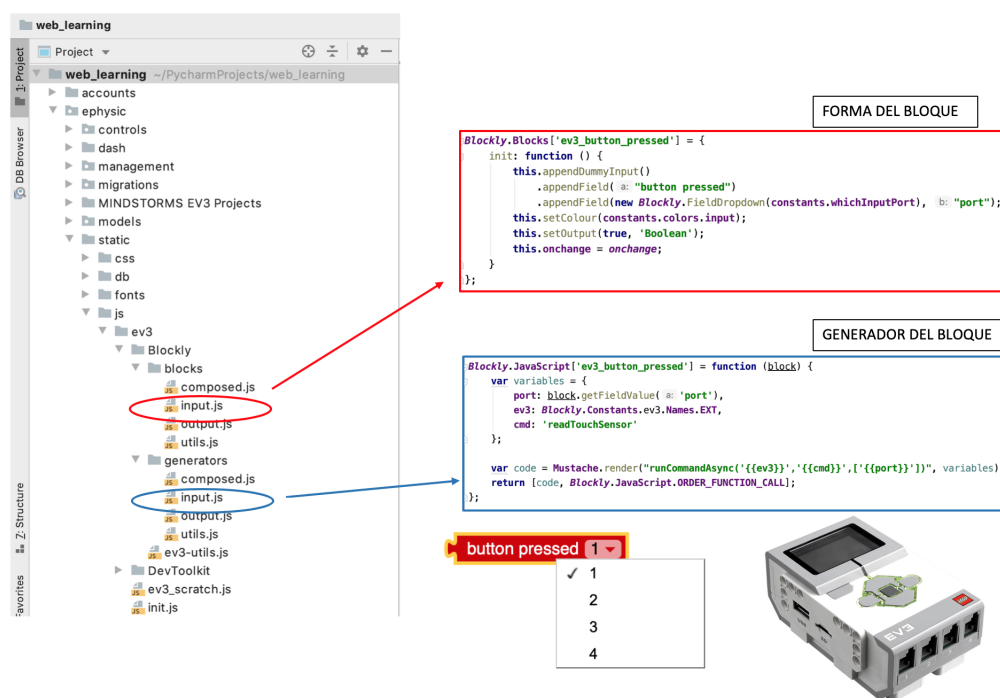 web_learning
Project
web_learning ~/PycharmProjects/web_learning
accounts
ephysic
controls
dash
management
migrations
MINDSTORMS EV3 Projects
models
static
css
db
fonts
js
ev3
Blockly
blocks
composed.js
input.js
output.js
utils.js
generators
composed.js
input.js
output.js
utils.js
ev3-utils.js
DevToolkit
ev3_scratch.js
init.js
1: Project
DB Browser
Z: Structure
avorites
FORMA DEL BLOQUE
Blockly.Blocks['ev3_button_pressed'] = {
init: function () {
this.appendDummyInput()
.appendField( a: "button pressed")
.appendField(new Blockly.FieldDropdown(constants.whichInputPort), b: "port");
this.setColour(constants.colors.input);
this.setOutput(true, 'Boolean');
this.onchange = onchange;
}
};
GENERADOR DEL BLOQUE
Blockly.JavaScript['ev3_button_pressed'] = function (block) {
var variables = {
port: block.getFieldValue( a: 'port'),
ev3: Blockly.Constants.ev3.Names.EXT,
cmd: 'readTouchSensor'
};
var code = Mustache.render("runCommandAsync('{{ev3}}','{{cmd}}',['{{port}}'])", variables)
return [code, Blockly.JavaScript.ORDER_FUNCTION_CALL];
};
button pressed 1
✓ 1
2
3
4
LEGO
EV3